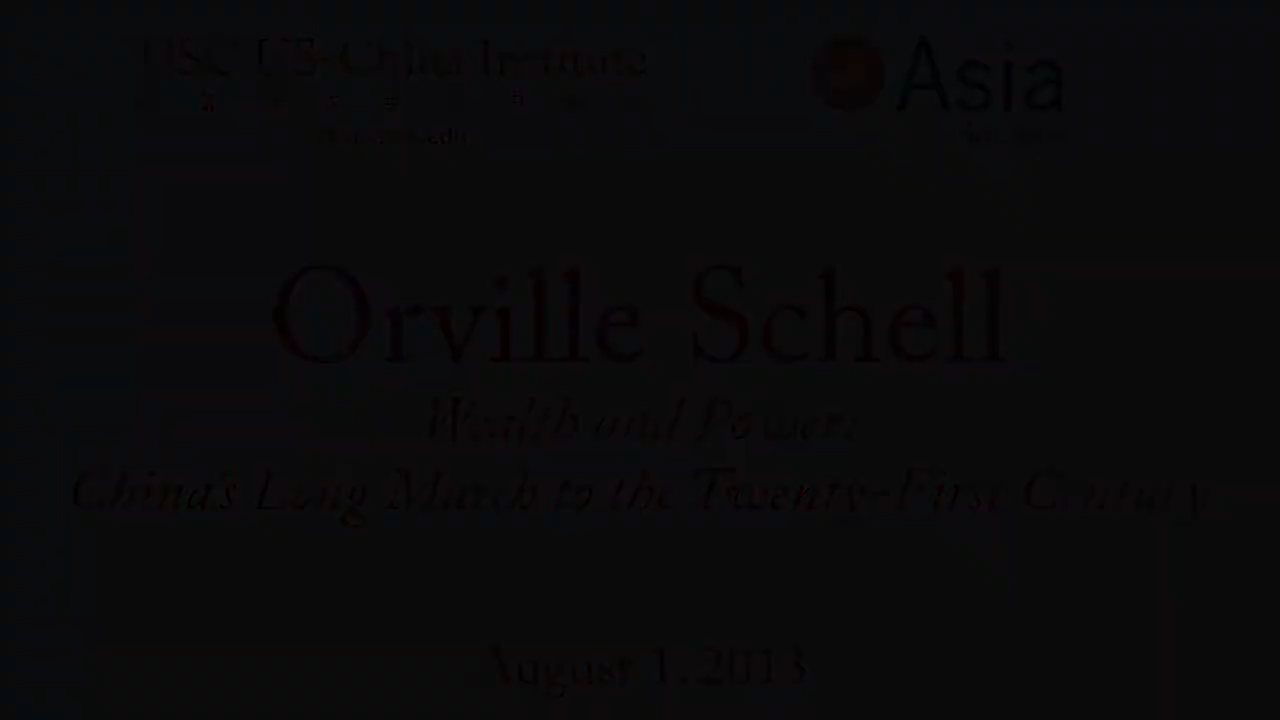 USC US-China Institute
Asia
Orville Schell
Wealth and Power:
China's Long March to the Twenty-First Century
August 1, 2013